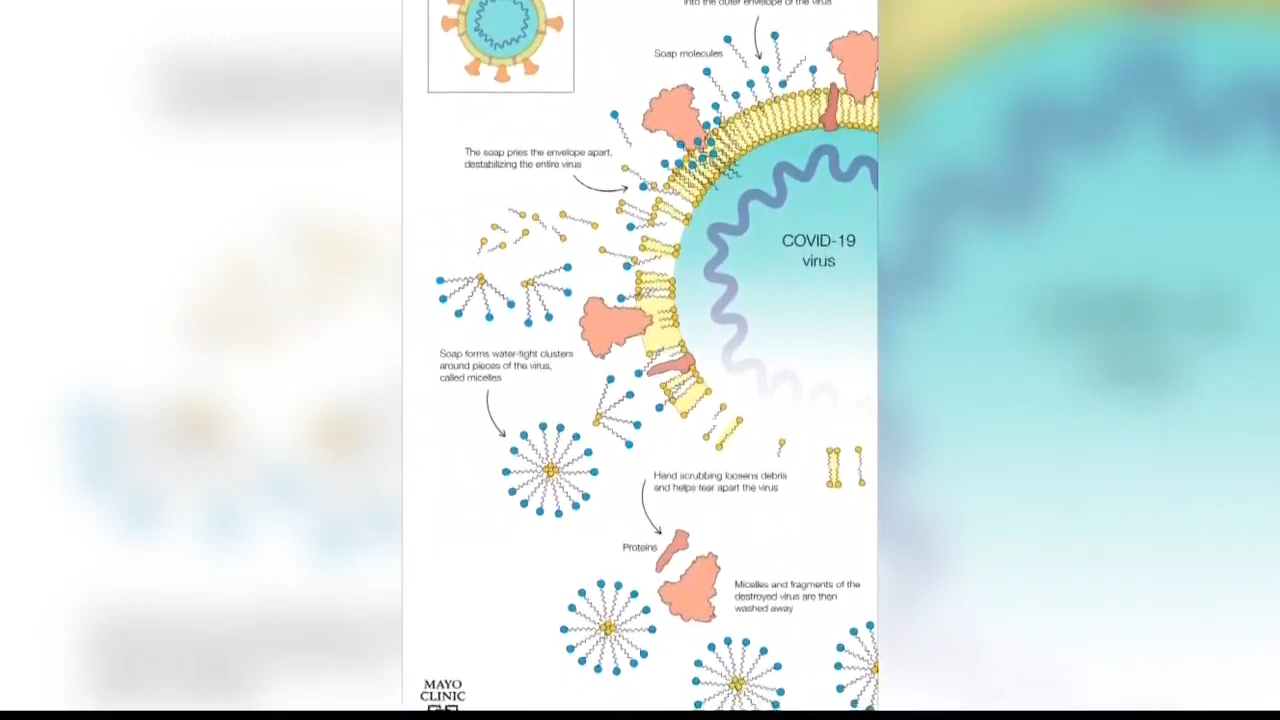 into the outer envelope of the virus
Soap molecules
The soap pries the envelope apart,
destabilizing the entire virus
COVID-19
virus
Soap forms water-tight clusters
around pieces of the virus,
called micelles
Hand scrubbing loosens debris
and helps tear apart the virus
Proteins
Micelles and fragments of the
destroyed virus are then
washed away
MAYO
CLINIC